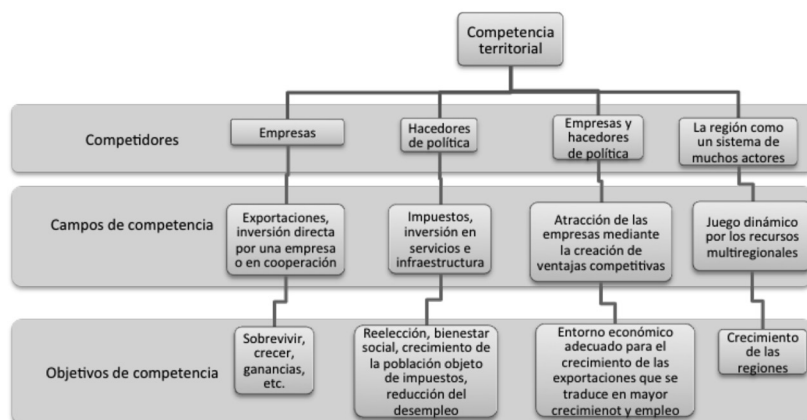 Competencia
territorial
Competidores
Empresas
Hacedores
de política
Empresas y
hacedores
de política
La región como
un sistema de
muchos actores
Campos de competencia
Exportaciones,
inversión directa
por una empresa
o en cooperación
Impuestos,
inversión en
servicios e
infraestructura
Atracción de las
empresas mediante
la creación de
ventajas competitivas
Juego dinámico
por los recursos
multiregionales
Objetivos de competencia
Sobrevivir,
crecer,
ganancias,
etc.
Reelección, bienestar
social, crecimiento de
la población objeto
de impuestos,
reducción del
desempleo
Entorno económico
adecuado para el
crecimiento de las
exportaciones que se
traduce en mayor
crecimienot y empleo
Crecimiento
de las
regiones